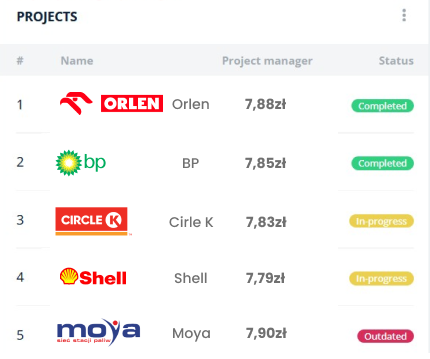 PROJECTS
# Name Project manager Status
1 ORLEN Orlen 7,88zł Completed
2 bp BP 7,85zł Completed
3 CIRCLE K Cirle K 7,83zł In-progress
4 Shell Shell 7,79zł In-progress
5 moya sieć stacji paliw Moya 7,90zł Outdated